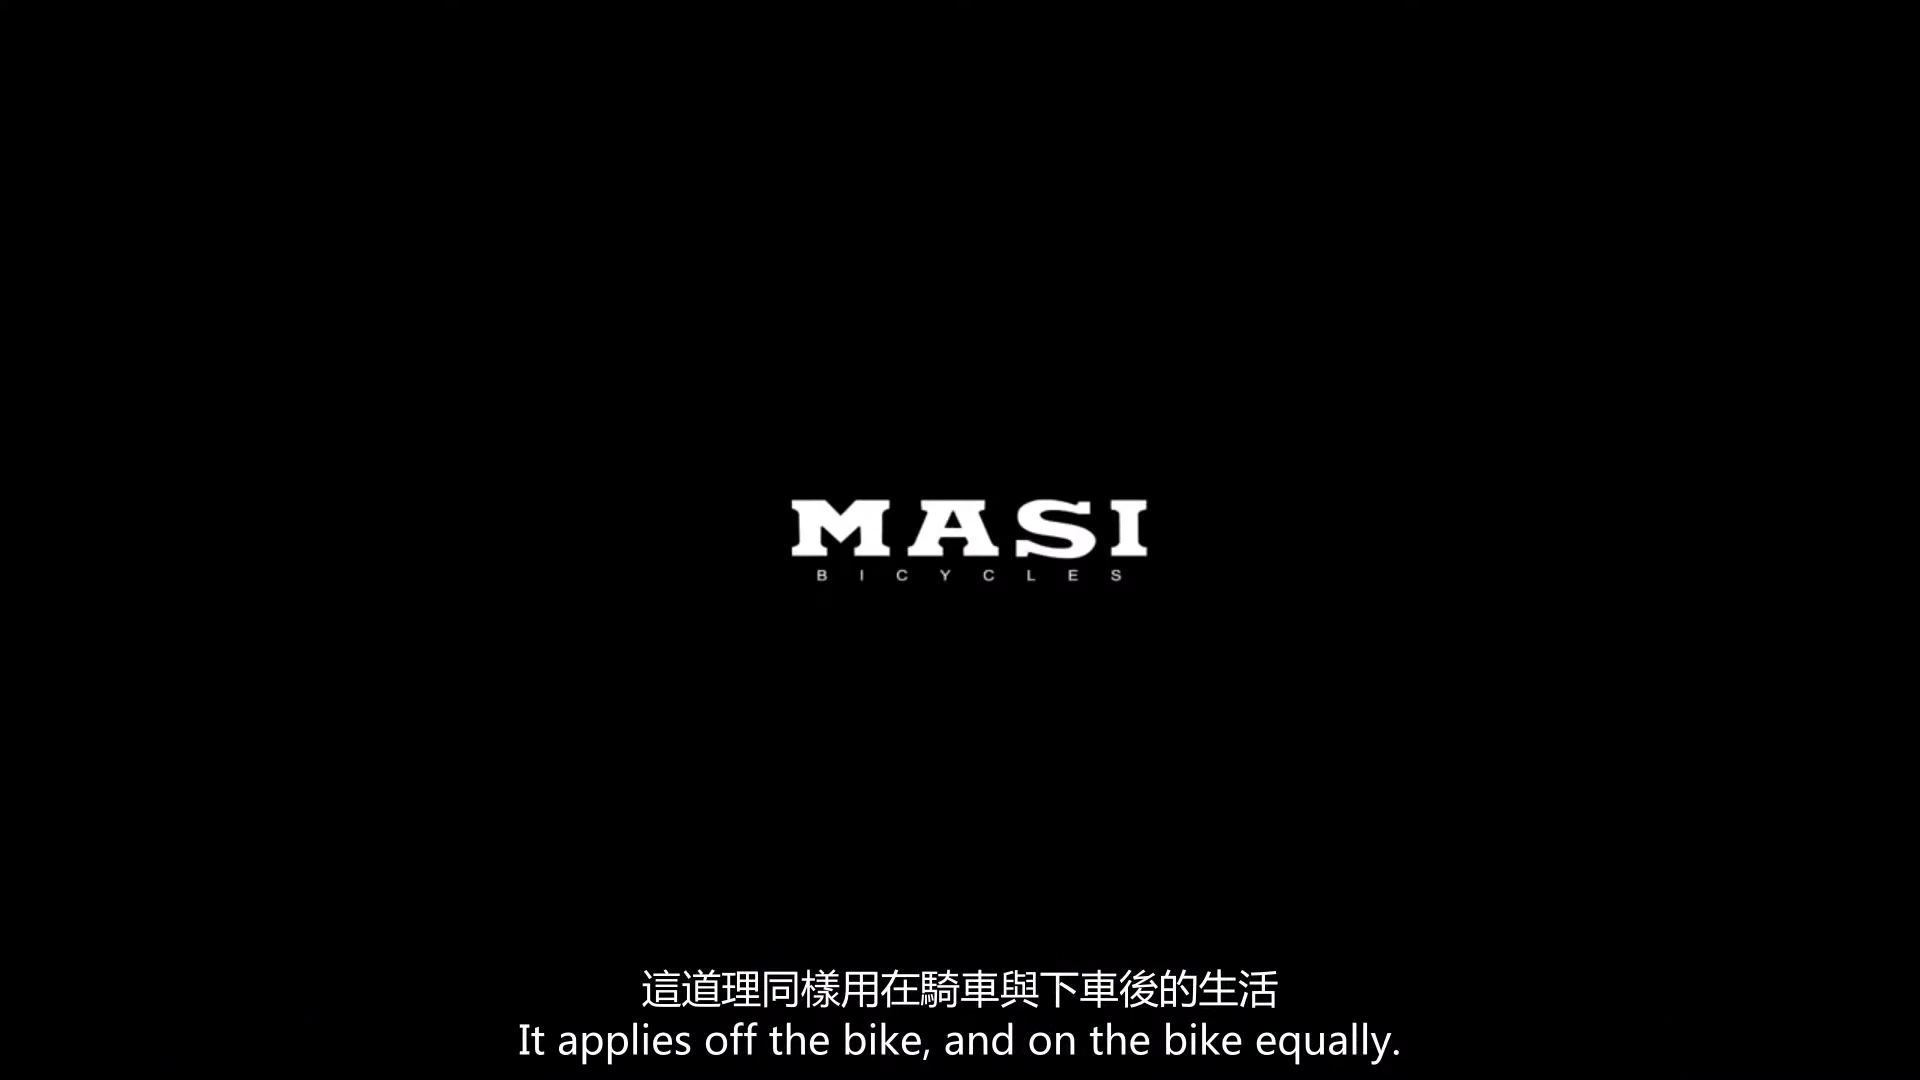 MASI
BICYCLES
這道理同樣用在騎車與下車後的生活
It applies off the bike, and on the bike equally.